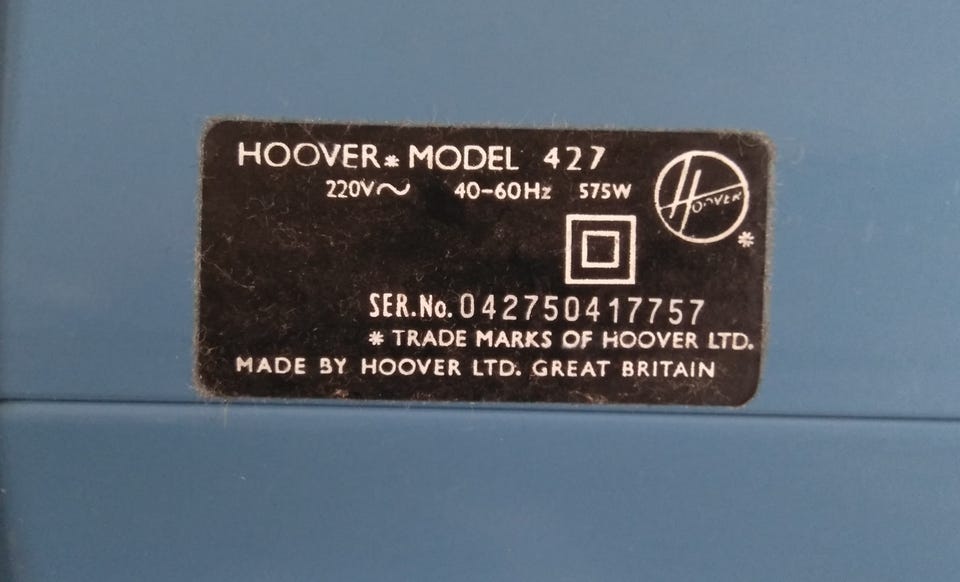 HOOVER* MODEL 427
220V~ 40-60Hz 575W
HOOVER
*
SER.No. 042750417757
* TRADE MARKS OF HOOVER LTD.
MADE BY HOOVER LTD. GREAT BRITAIN